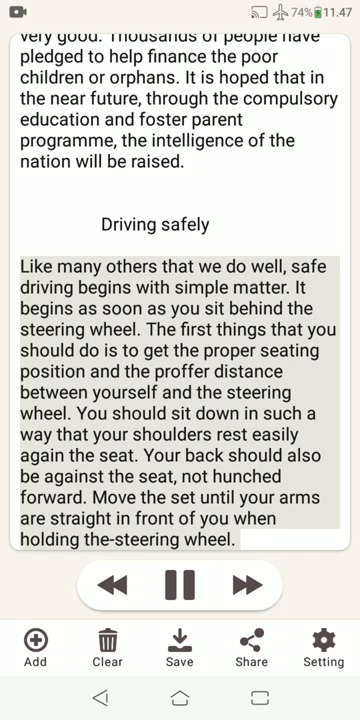 74% 11.47
very good. Thousands of people have
pledged to help finance the poor
children or orphans. It is hoped that in
the near future, through the compulsory
education and foster parent
programme, the intelligence of the
nation will be raised.
Driving safely
Like many others that we do well, safe
driving begins with simple matter. It
begins as soon as you sit behind the
steering wheel. The first things that you
should do is to get the proper seating
position and the proffer distance
between yourself and the steering
wheel. You should sit down in such a
way that your shoulders rest easily
again the seat. Your back should also
be against the seat, not hunched
forward. Move the set until your arms
are straight in front of you when
holding the-steering wheel.
Add Clear Save Share Setting